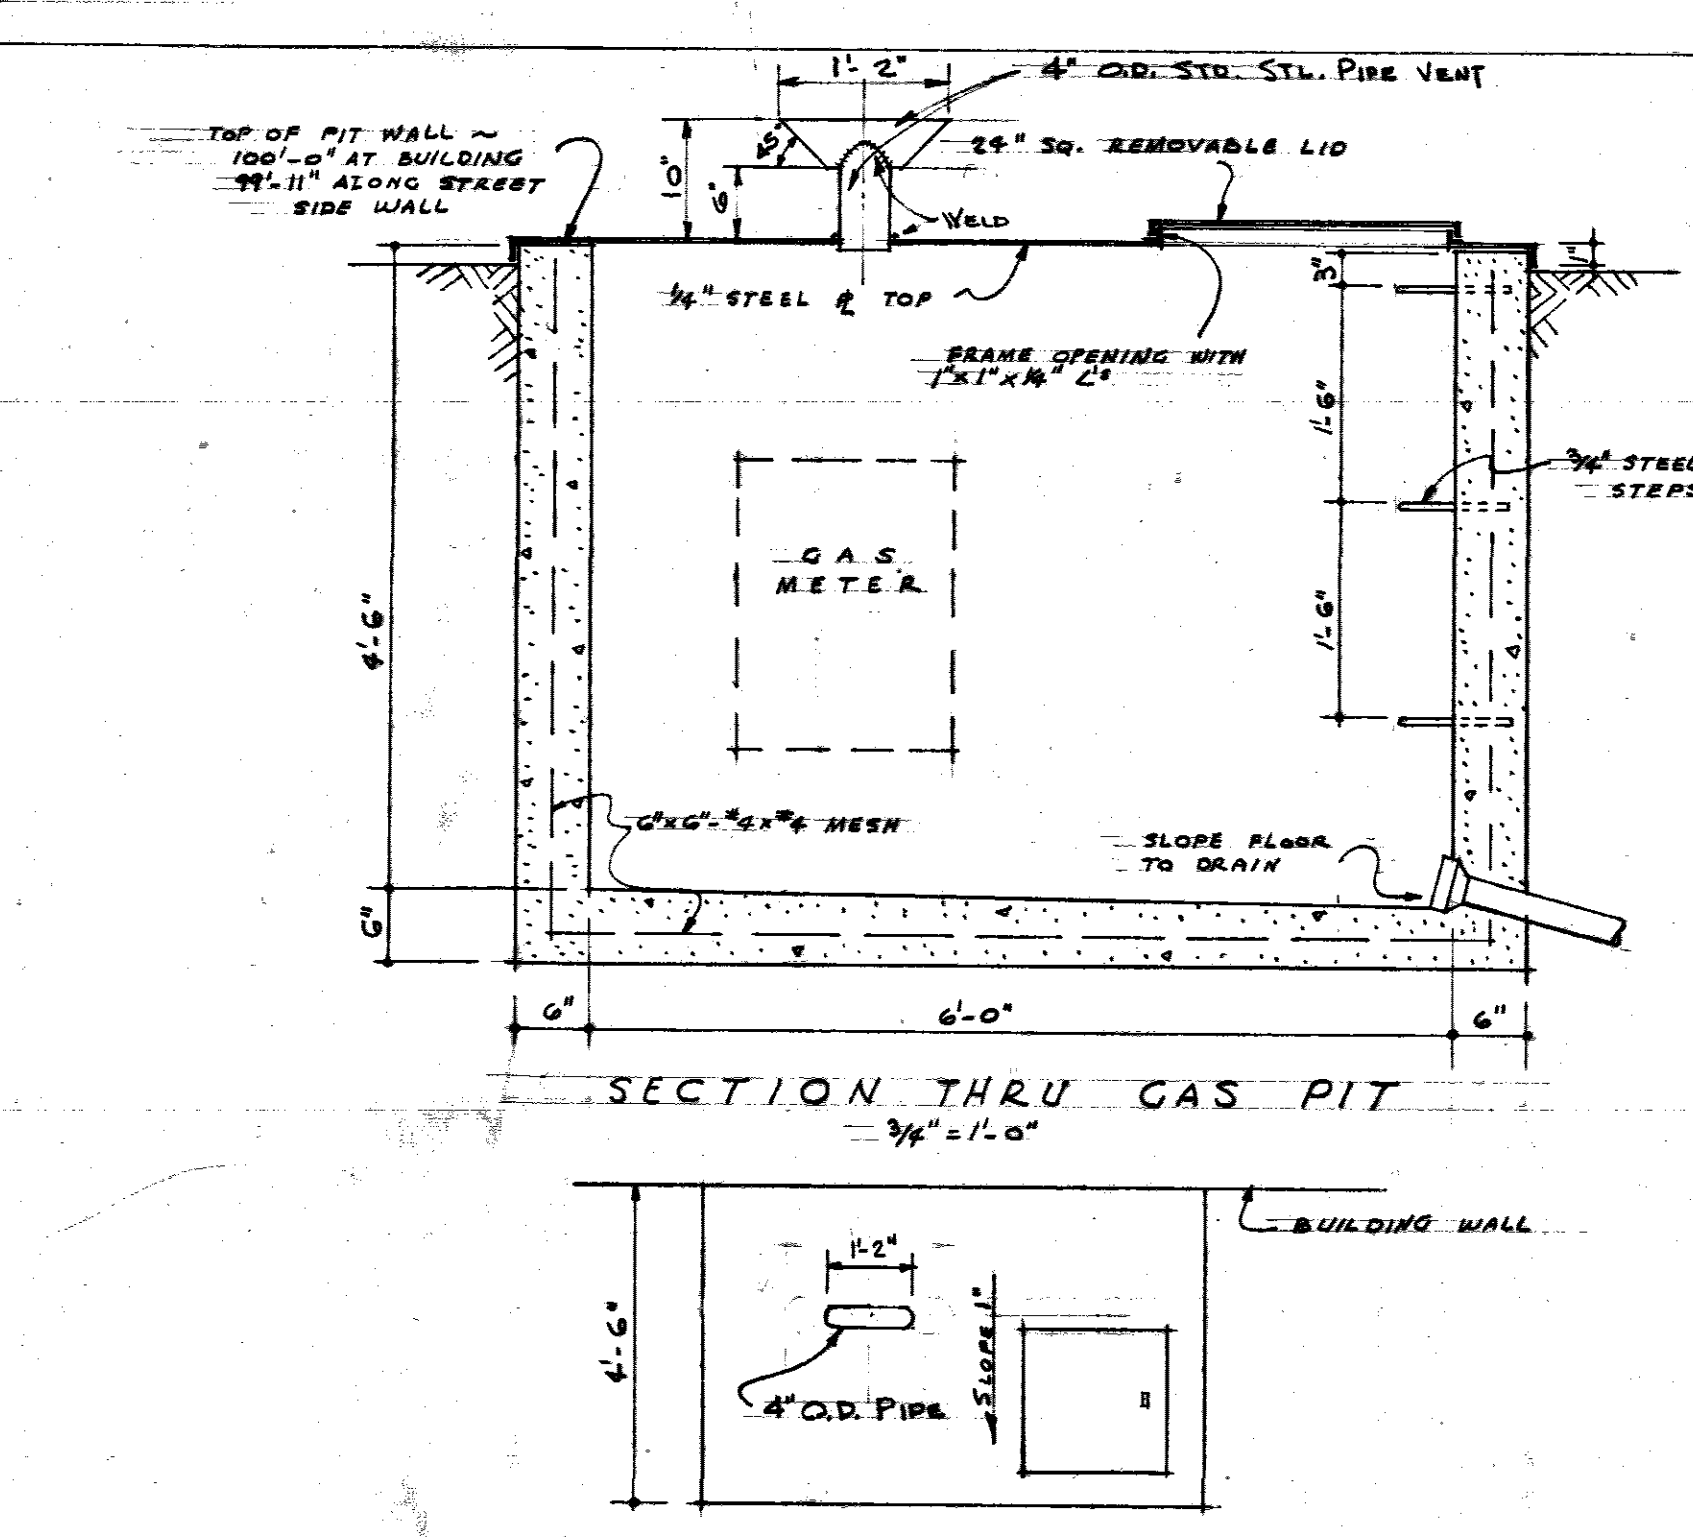 1'-2"
4" O.D. STD. STL. PIPE VENT
TOP OF PIT WALL ~
100'-0" AT BUILDING
99'-11" ALONG STREET
SIDE WALL
24" SQ. REMOVABLE LID
45°
10"
6"
WELD
1"
3"
1/4" STEEL ⅊ TOP
FRAME OPENING WITH
1"x1"x1/4" L's
1'-6"
3/4" STEEL
STEPS
GAS
METER
4'-6"
1'-6"
6"x6"-#4x#4 MESH
SLOPE FLOOR
TO DRAIN
6"
6"
6'-0"
6"
SECTION THRU GAS PIT
3/4" = 1'-0"
BUILDING WALL
1'-2"
4'-6"
SLOPE 1"
4" O.D. PIPE